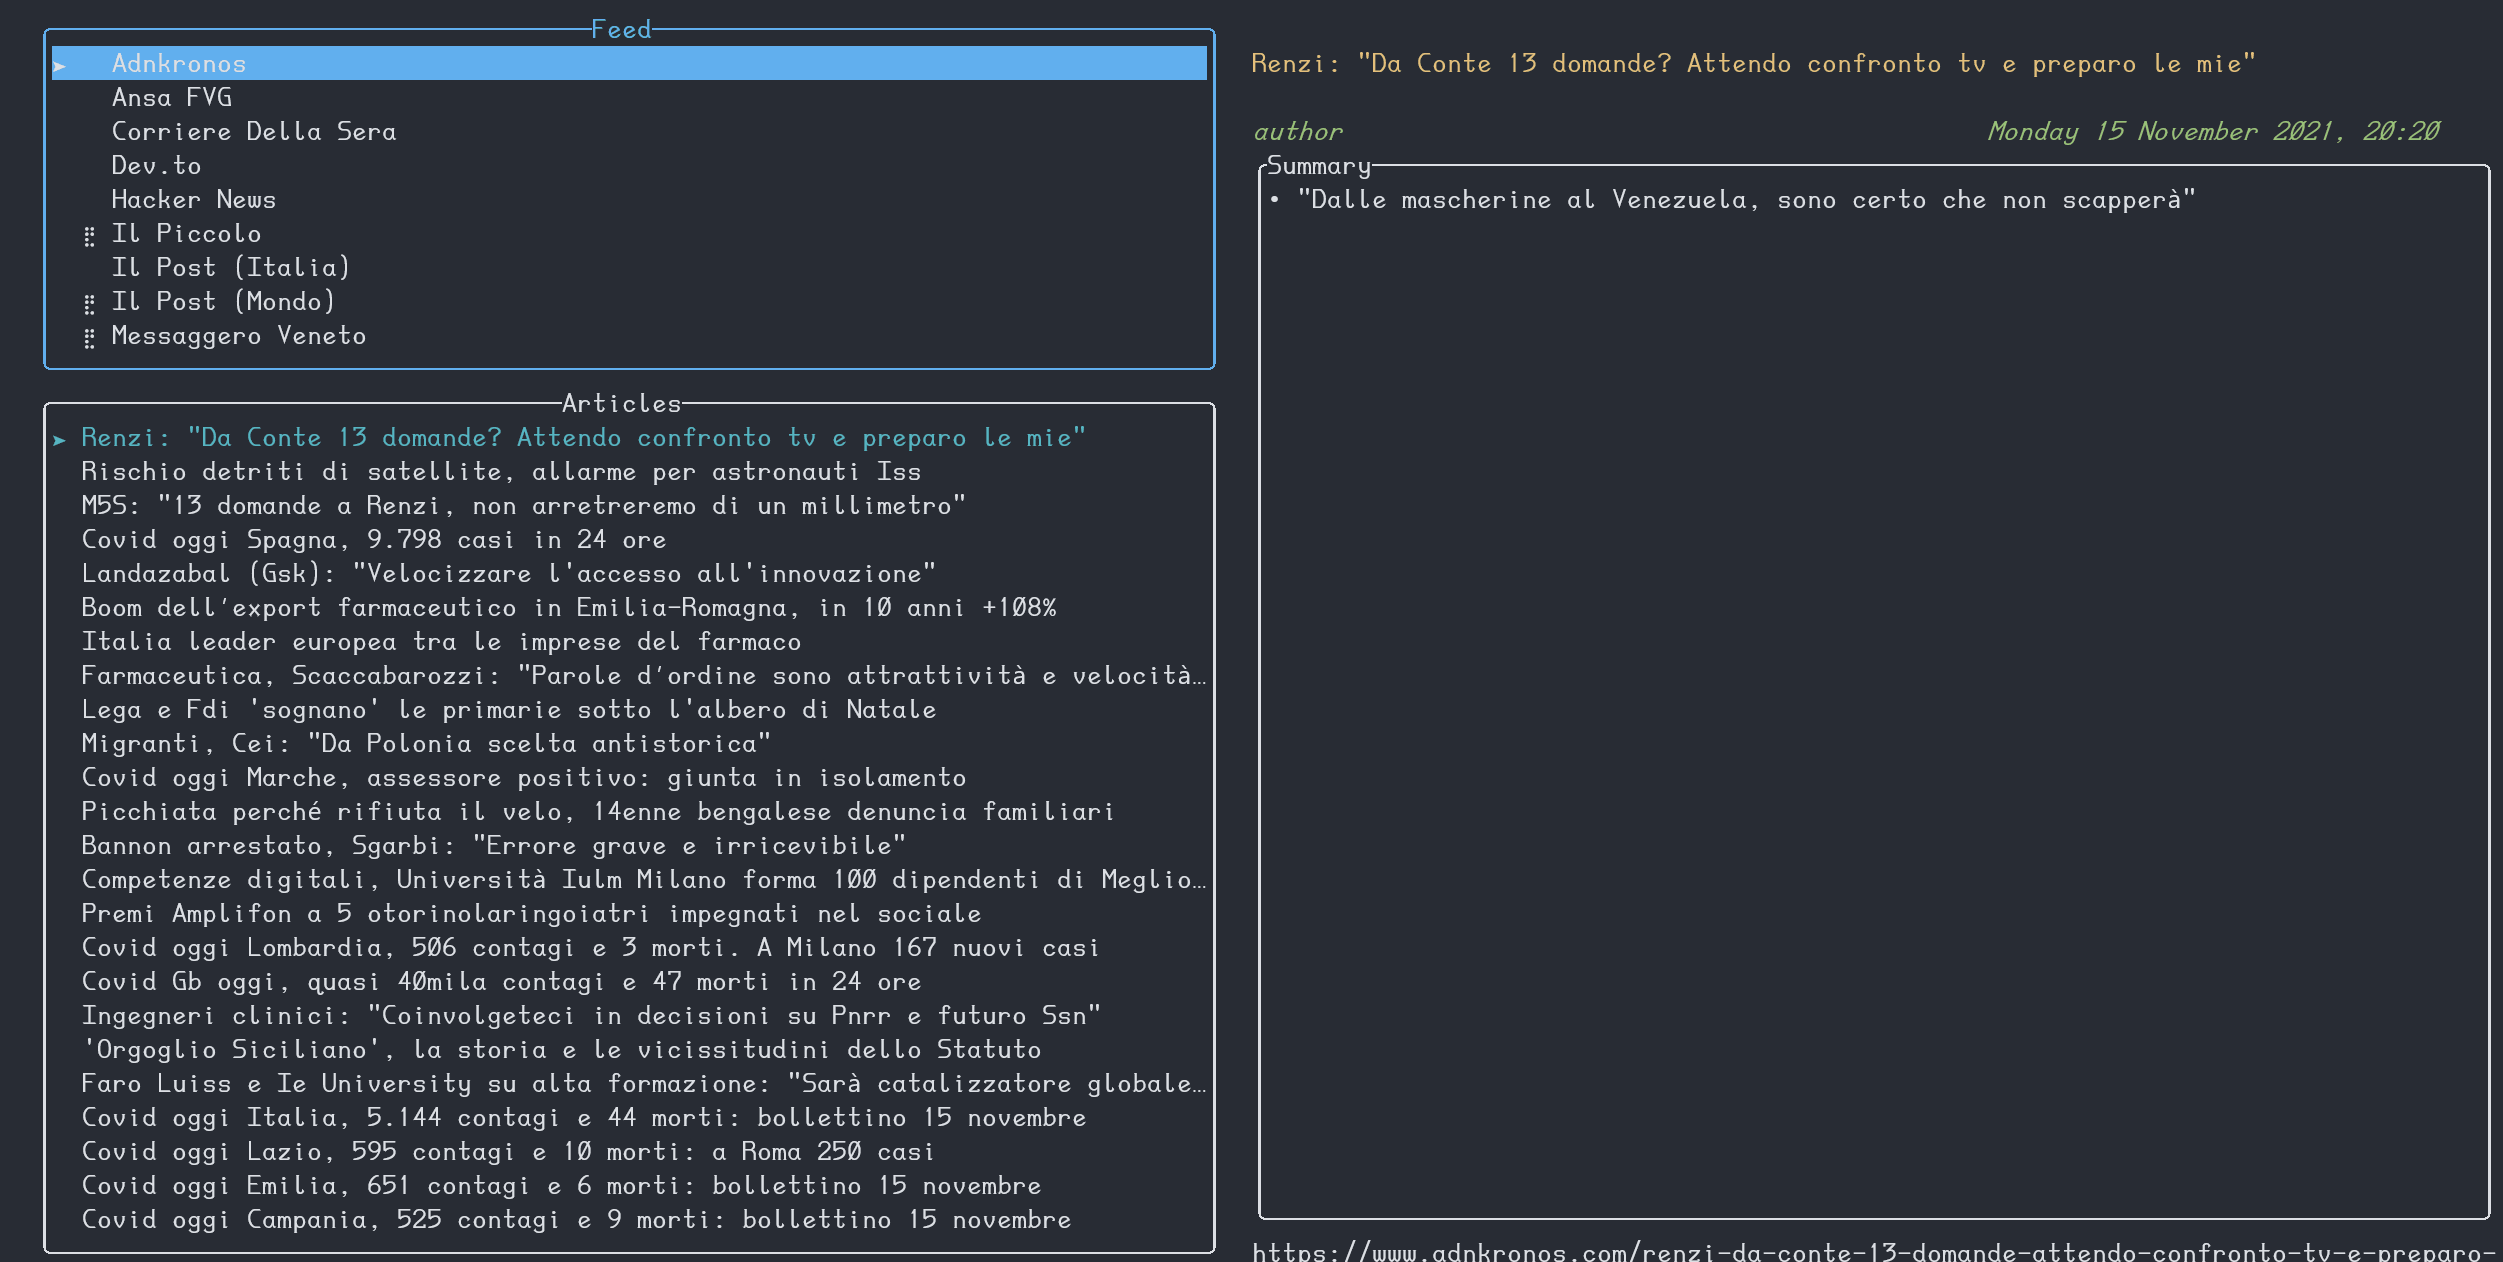 Feed
➤ Adnkronos
Ansa FVG
Corriere Della Sera
Dev.to
Hacker News
⣟ Il Piccolo
Il Post (Italia)
⣟ Il Post (Mondo)
⣟ Messaggero Veneto
Articles
➤ Renzi: "Da Conte 13 domande? Attendo confronto tv e preparo le mie"
Rischio detriti di satellite, allarme per astronauti Iss
M5S: "13 domande a Renzi, non arretreremo di un millimetro"
Covid oggi Spagna, 9.798 casi in 24 ore
Landazabal (Gsk): "Velocizzare l'accesso all'innovazione"
Boom dell’export farmaceutico in Emilia-Romagna, in 10 anni +108%
Italia leader europea tra le imprese del farmaco
Farmaceutica, Scaccabarozzi: "Parole d’ordine sono attrattività e velocità…
Lega e Fdi 'sognano' le primarie sotto l'albero di Natale
Migranti, Cei: "Da Polonia scelta antistorica"
Covid oggi Marche, assessore positivo: giunta in isolamento
Picchiata perché rifiuta il velo, 14enne bengalese denuncia familiari
Bannon arrestato, Sgarbi: "Errore grave e irricevibile"
Competenze digitali, Università Iulm Milano forma 100 dipendenti di Meglio…
Premi Amplifon a 5 otorinolaringoiatri impegnati nel sociale
Covid oggi Lombardia, 506 contagi e 3 morti. A Milano 167 nuovi casi
Covid Gb oggi, quasi 40mila contagi e 47 morti in 24 ore
Ingegneri clinici: "Coinvolgeteci in decisioni su Pnrr e futuro Ssn"
'Orgoglio Siciliano', la storia e le vicissitudini dello Statuto
Faro Luiss e Ie University su alta formazione: "Sarà catalizzatore globale…
Covid oggi Italia, 5.144 contagi e 44 morti: bollettino 15 novembre
Covid oggi Lazio, 595 contagi e 10 morti: a Roma 250 casi
Covid oggi Emilia, 651 contagi e 6 morti: bollettino 15 novembre
Covid oggi Campania, 525 contagi e 9 morti: bollettino 15 novembre
Renzi: "Da Conte 13 domande? Attendo confronto tv e preparo le mie"
author Monday 15 November 2021, 20:20
Summary
• "Dalle mascherine al Venezuela, sono certo che non scapperà"
https://www.adnkronos.com/renzi-da-conte-13-domande-attendo-confronto-tv-e-preparo-